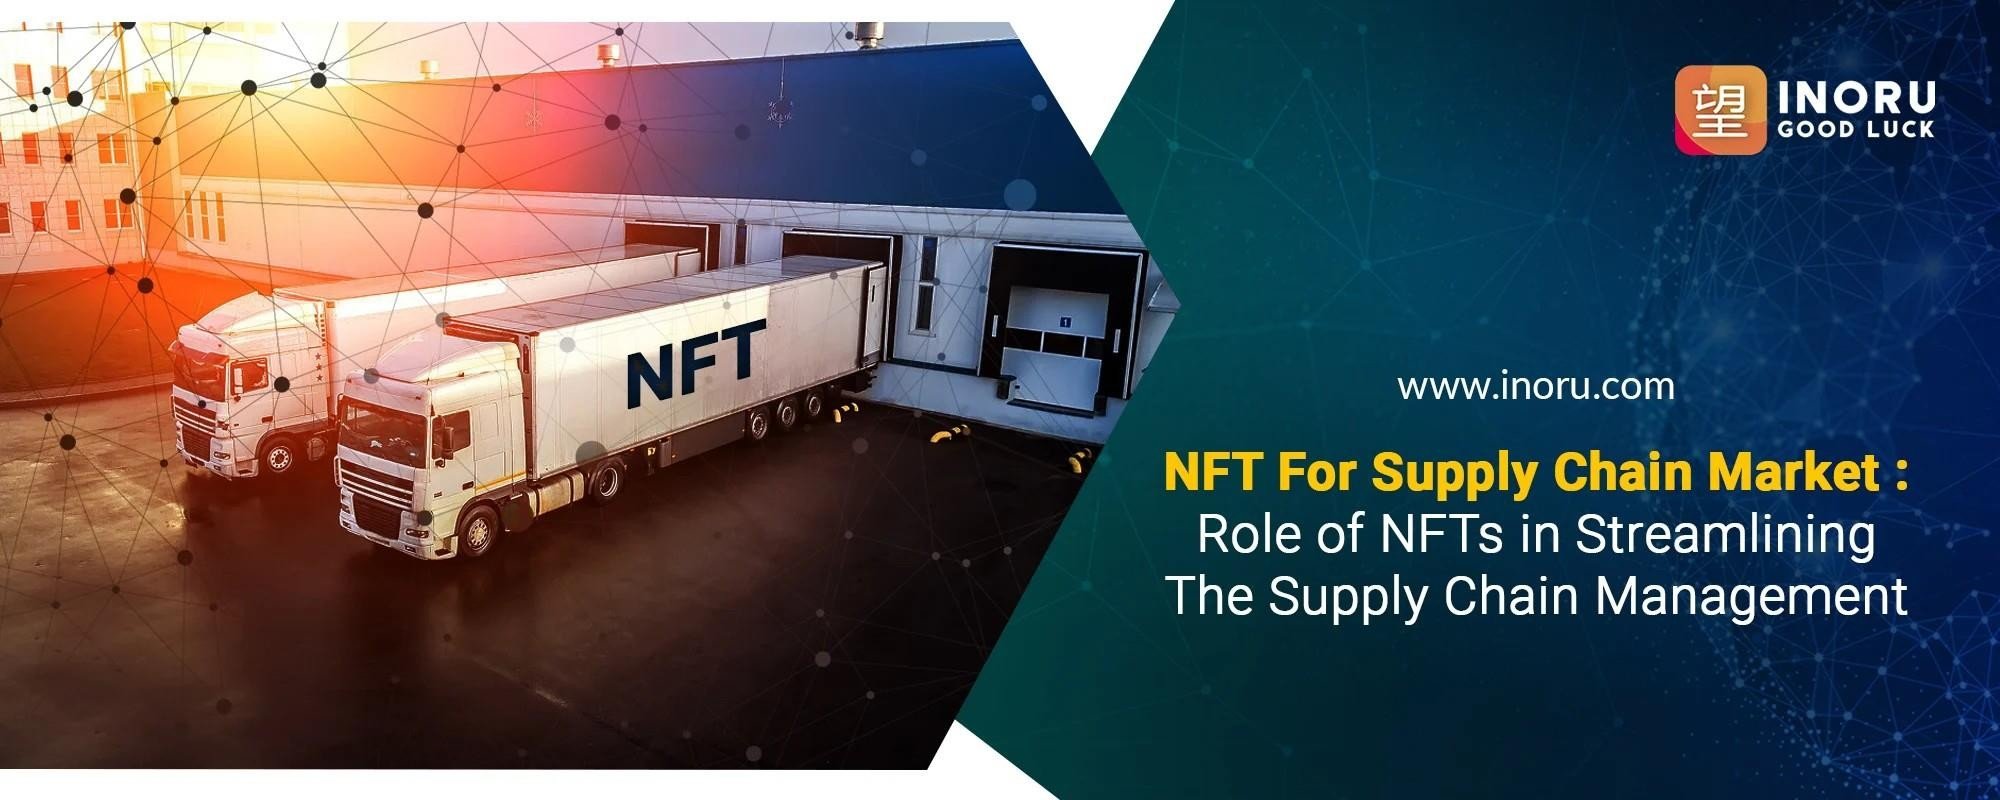 NFT
1
望
INORU
GOOD LUCK
www.inoru.com
NFT For Supply Chain Market :
Role of NFTs in Streamlining
The Supply Chain Management